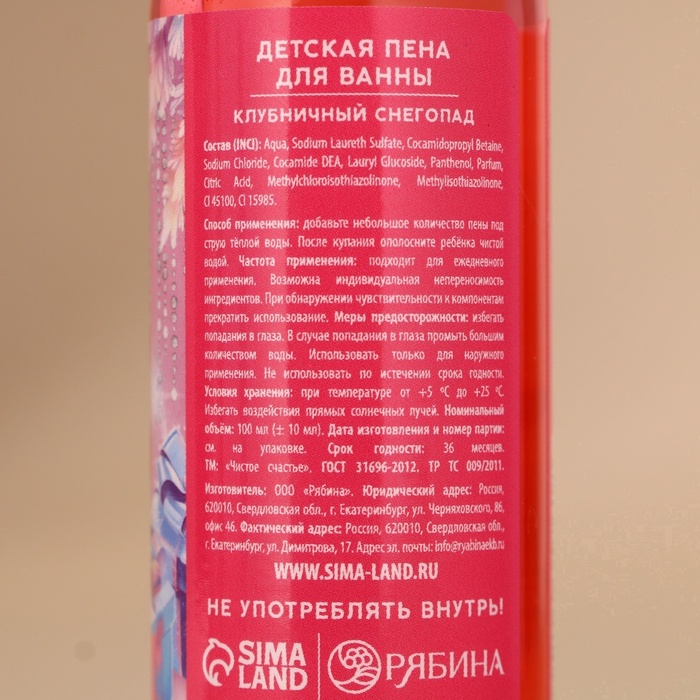 ДЕТСКАЯ ПЕНА
ДЛЯ ВАННЫ
КЛУБНИЧНЫЙ СНЕГОПАД
Состав (INCI): Aqua, Sodium Laureth Sulfate, Cocamidopropyl Betaine,
Sodium Chloride, Cocamide DEA, Lauryl Glucoside, Panthenol, Parfum,
Citric Acid, Methylchloroisothiazolinone, Methylisothiazolinone,
CI 45100, CI 15985.
Способ применения: добавьте небольшое количество пены под
струю тёплой воды. После купания ополосните ребёнка чистой
водой. Частота применения: подходит для ежедневного
применения. Возможна индивидуальная непереносимость
ингредиентов. При обнаружении чувствительности к компонентам
прекратить использование. Меры предосторожности: избегать
попадания в глаза. В случае попадания в глаза промыть большим
количеством воды. Использовать только для наружного
применения. Не использовать по истечении срока годности.
Условия хранения: при температуре от +5 ºС до +25 ºС.
Избегать воздействия прямых солнечных лучей. Номинальный
объём: 100 мл (± 10 мл). Дата изготовления и номер партии:
см. на упаковке. Срок годности: 36 месяцев.
ТМ: «Чистое счастье». ГОСТ 31696-2012. ТР ТС 009/2011.
Изготовитель: ООО «Рябина». Юридический адрес: Россия,
620010, Свердловская обл., г. Екатеринбург, ул. Черняховского, 86,
офис 46. Фактический адрес: Россия, 620010, Свердловская обл.,
г. Екатеринбург, ул. Димитрова, 17. Адрес эл. почты: info@ryabinaekb.ru
WWW.SIMA-LAND.RU
НЕ УПОТРЕБЛЯТЬ ВНУТРЬ!
SIMA
LAND
РЯБИНА